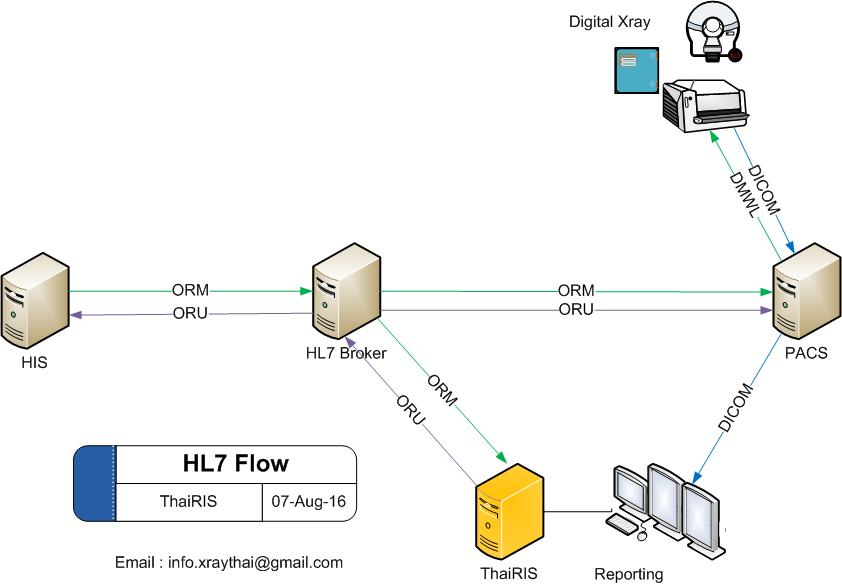 Digital Xray
DICOM
DMWL
ORM
ORU
ORM
ORU
HIS
HL7 Broker
PACS
ORM
ORU
DICOM
HL7 Flow
ThaiRIS
07-Aug-16
Email : info.xraythai@gmail.com
ThaiRIS
Reporting